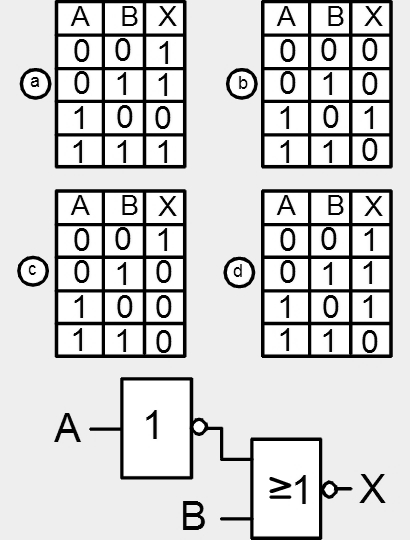 A B X
0 0 1
a 0 1 1
1 0 0
1 1 1
A B X
0 0 0
b 0 1 0
1 0 1
1 1 0
A B X
0 0 1
c 0 1 0
1 0 0
1 1 0
A B X
0 0 1
d 0 1 1
1 0 1
1 1 0
A 1
≥1 X
B